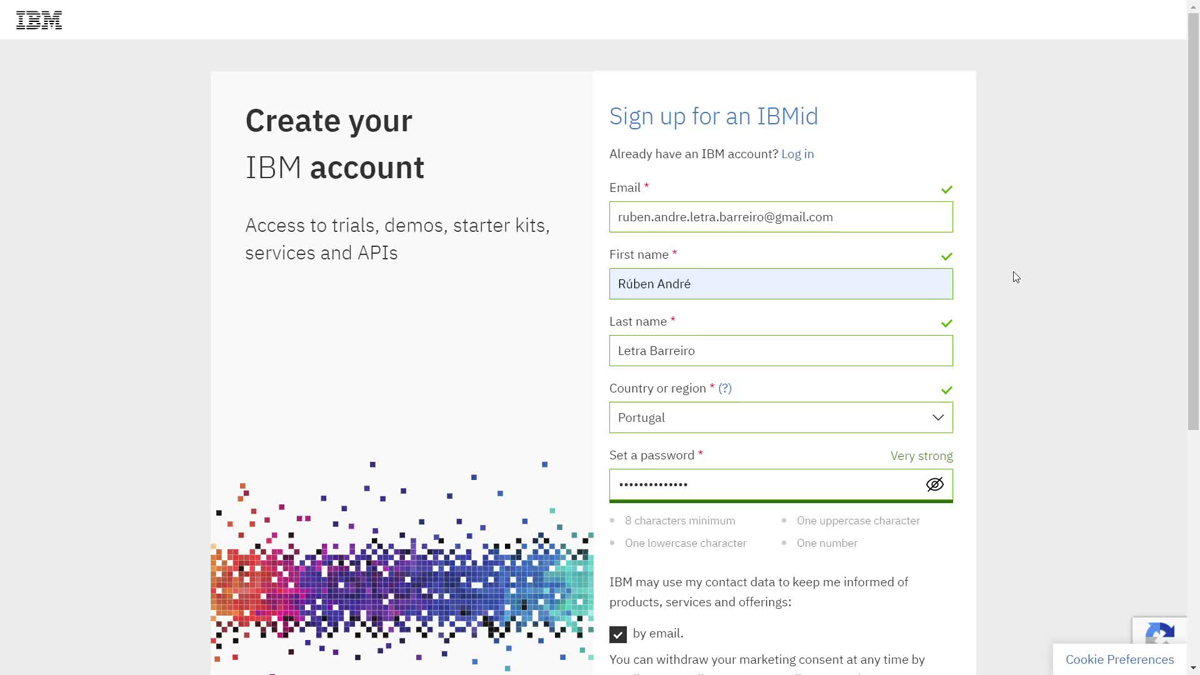 IBM
Create your
IBM account
Access to trials, demos, starter kits,
services and APIs
Sign up for an IBMid
Already have an IBM account? Log in
Email *
ruben.andre.letra.barreiro@gmail.com
First name *
Rúben André
Last name *
Letra Barreiro
Country or region * (?)
Portugal
Set a password *
Very strong
••••••••••••••
8 characters minimum
One uppercase character
One lowercase character
One number
IBM may use my contact data to keep me informed of
products, services and offerings:
by email.
You can withdraw your marketing consent at any time by
Cookie Preferences